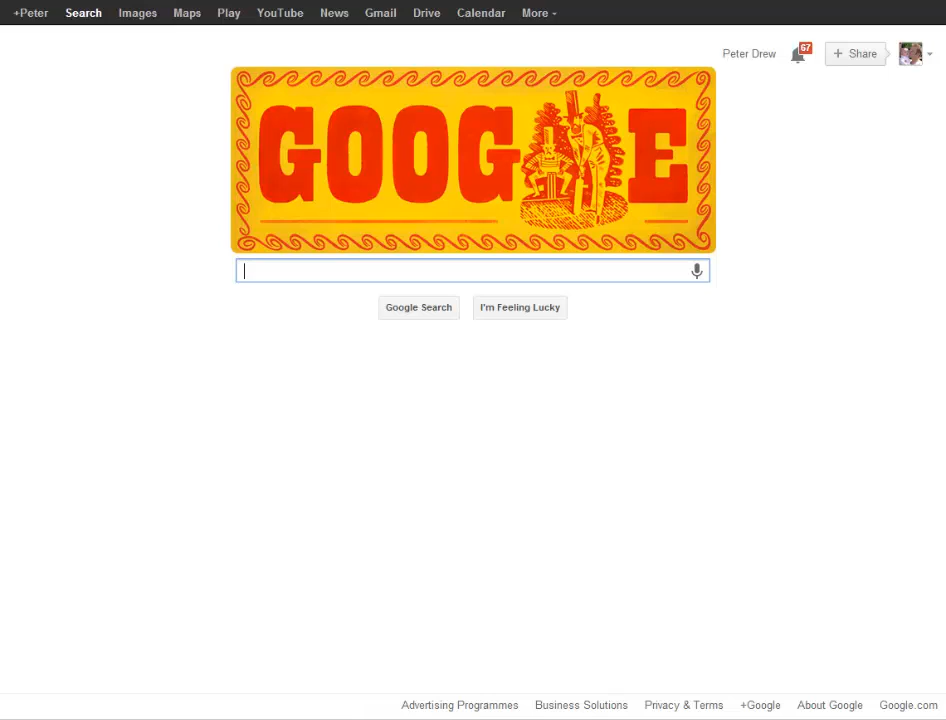 +Peter Search Images Maps Play YouTube News Gmail Drive Calendar More
Peter Drew 67 + Share
GOOGLE
Google Search I'm Feeling Lucky
Advertising Programmes Business Solutions Privacy & Terms +Google About Google Google.com